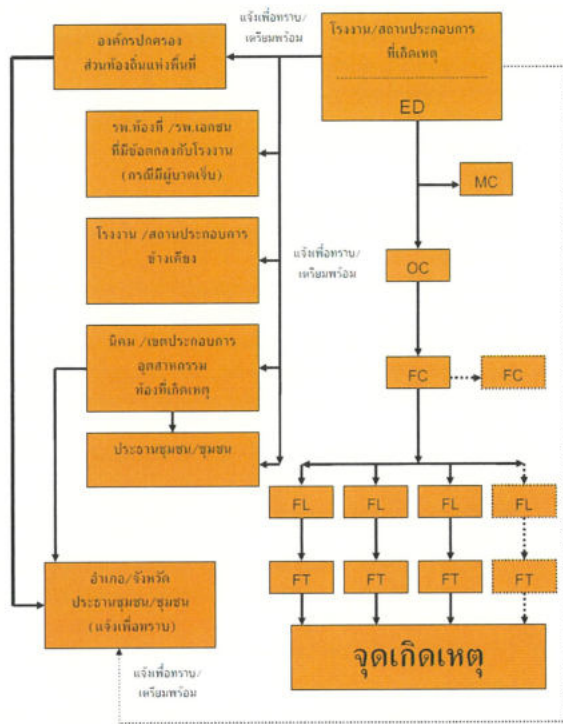 องค์กรปกครอง
ส่วนท้องถิ่นแห่งพื้นที่
แจ้งเพื่อทราบ/
เตรียมพร้อม
โรงงาน/สถานประกอบการ
ที่เกิดเหตุ
ED
รพ.ท้องที่ /รพ.เอกชน
ที่มีข้อตกลงกับโรงงาน
(กรณีมีผู้บาดเจ็บ)
MC
โรงงาน /สถานประกอบการ
ข้างเคียง
แจ้งเพื่อทราบ/
เตรียมพร้อม
OC
นิคม /เขตประกอบการ
อุตสาหกรรม
ท้องที่เกิดเหตุ
FC
FC
ประธานชุมชน/ชุมชน
FL
FL
FL
FL
FT
FT
FT
FT
อำเภอ/จังหวัด
ประธานชุมชน/ชุมชน
(แจ้งเพื่อทราบ)
จุดเกิดเหตุ
แจ้งเพื่อทราบ/
เตรียมพร้อม